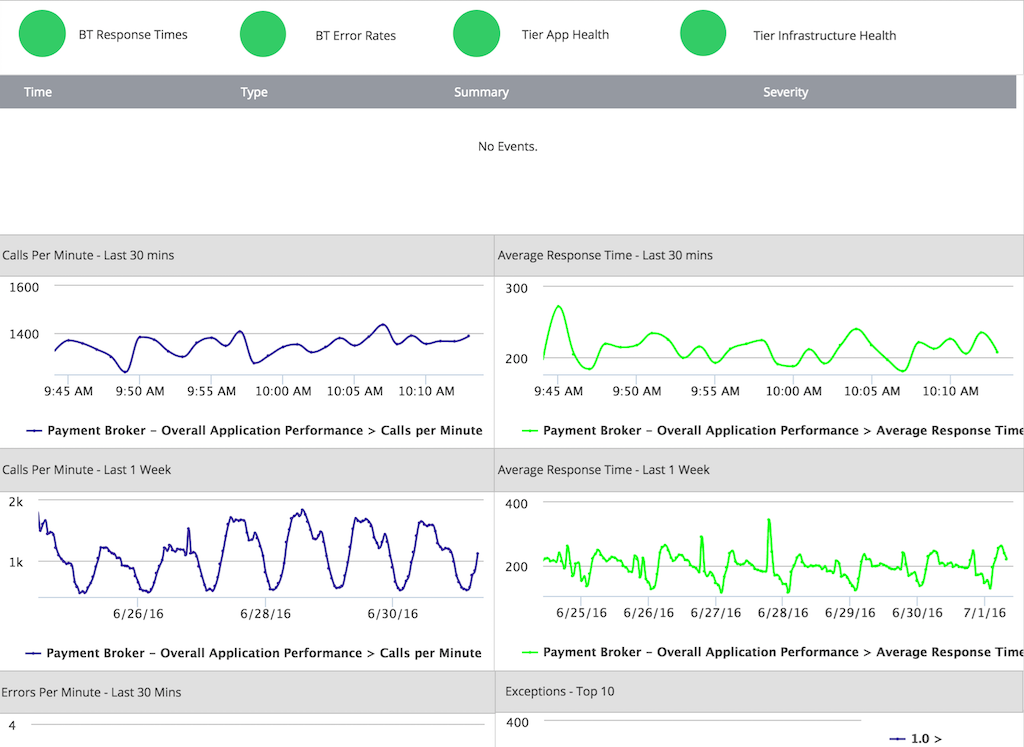 BT Response Times BT Error Rates Tier App Health Tier Infrastructure Health
Time Type Summary Severity
No Events.
Calls Per Minute - Last 30 mins
1600
1400
9:45 AM 9:50 AM 9:55 AM 10:00 AM 10:05 AM 10:10 AM
Payment Broker – Overall Application Performance > Calls per Minute
Average Response Time - Last 30 mins
300
200
9:45 AM 9:50 AM 9:55 AM 10:00 AM 10:05 AM 10:10 AM
Payment Broker – Overall Application Performance > Average Response Time
Calls Per Minute - Last 1 Week
2k
1k
6/26/16 6/28/16 6/30/16
Payment Broker – Overall Application Performance > Calls per Minute
Average Response Time - Last 1 Week
400
200
6/25/16 6/26/16 6/27/16 6/28/16 6/29/16 6/30/16 7/1/16
Payment Broker – Overall Application Performance > Average Response Time
Errors Per Minute - Last 30 Mins
4
Exceptions - Top 10
400
1.0 >